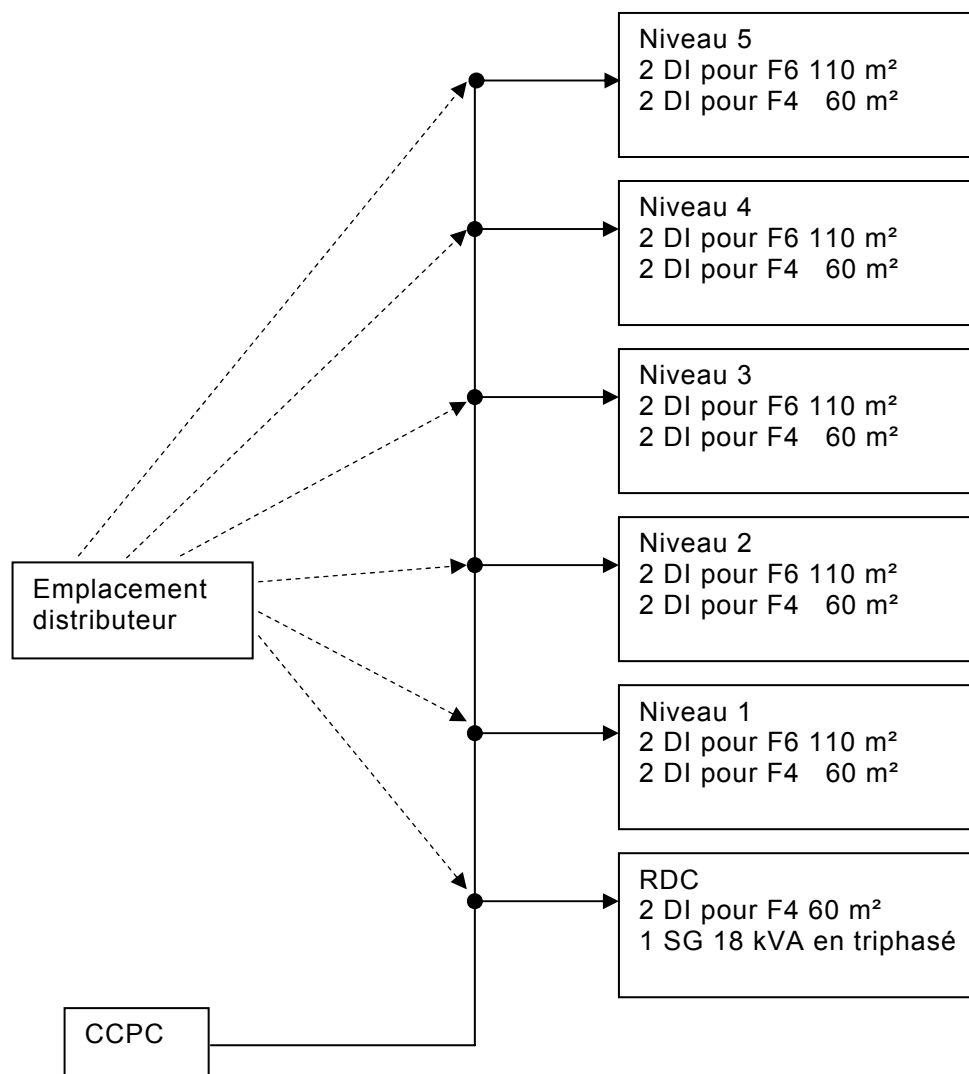 Niveau 5
2 DI pour F6 110 m²
2 DI pour F4 60 m²
Niveau 4
2 DI pour F6 110 m²
2 DI pour F4 60 m²
Niveau 3
2 DI pour F6 110 m²
2 DI pour F4 60 m²
Emplacement
distributeur
Niveau 2
2 DI pour F6 110 m²
2 DI pour F4 60 m²
Niveau 1
2 DI pour F6 110 m²
2 DI pour F4 60 m²
RDC
2 DI pour F4 60 m²
1 SG 18 kVA en triphasé
CCPC